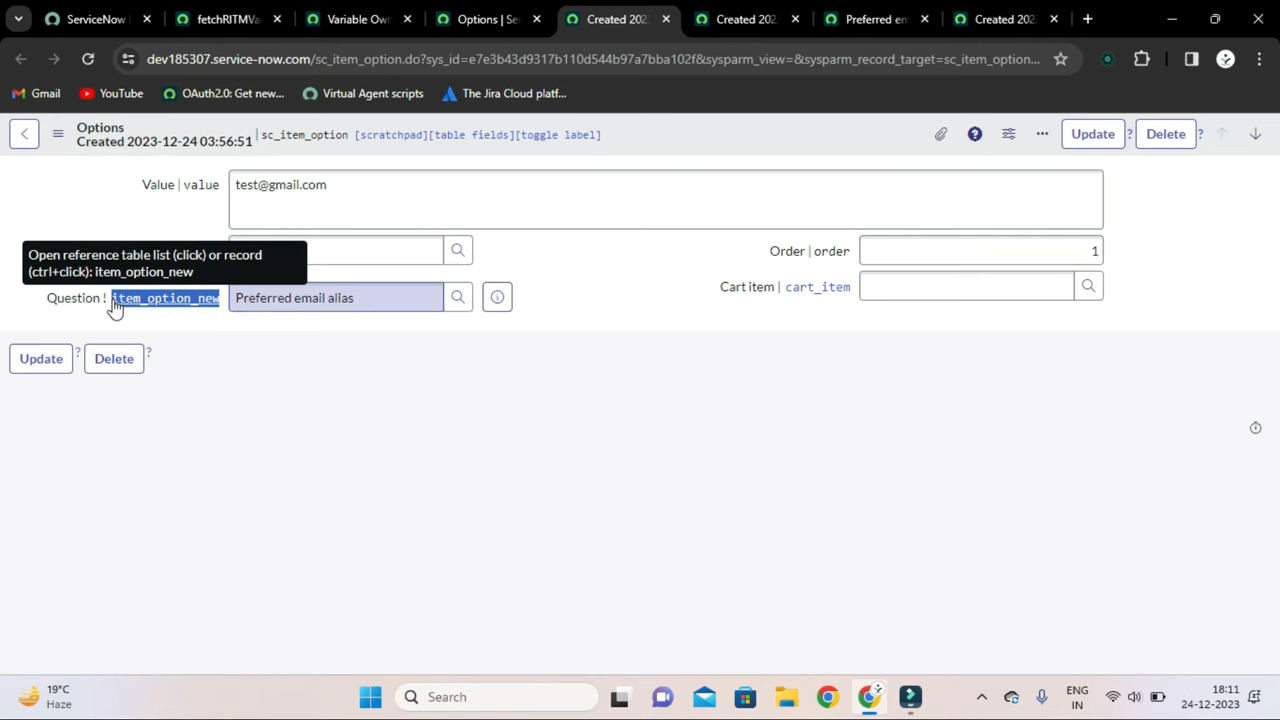 ServiceNow
fetchRITMVa
Variable Own
Options | Se
Created 202
Created 202
Preferred em
Created 202
dev185307.service-now.com/sc_item_option.do?sys_id=e7e3b43d9317b110d544b97a7bba102f&sysparm_view=&sysparm_record_target=sc_item_option...
Gmail
YouTube
OAuth2.0: Get new...
Virtual Agent scripts
The Jira Cloud platf...
Options
Created 2023-12-24 03:56:51
sc_item_option [scratchpad][table fields][toggle label]
Update ?
Delete ?
Value | value
test@gmail.com
Open reference table list (click) or record
(ctrl+click): item_option_new
Order | order
1
Question ! item_option_new
Preferred email alias
Cart item | cart_item
Update ?
Delete ?
19°C
Haze
Search
ENG
IN
18:11
24-12-2023